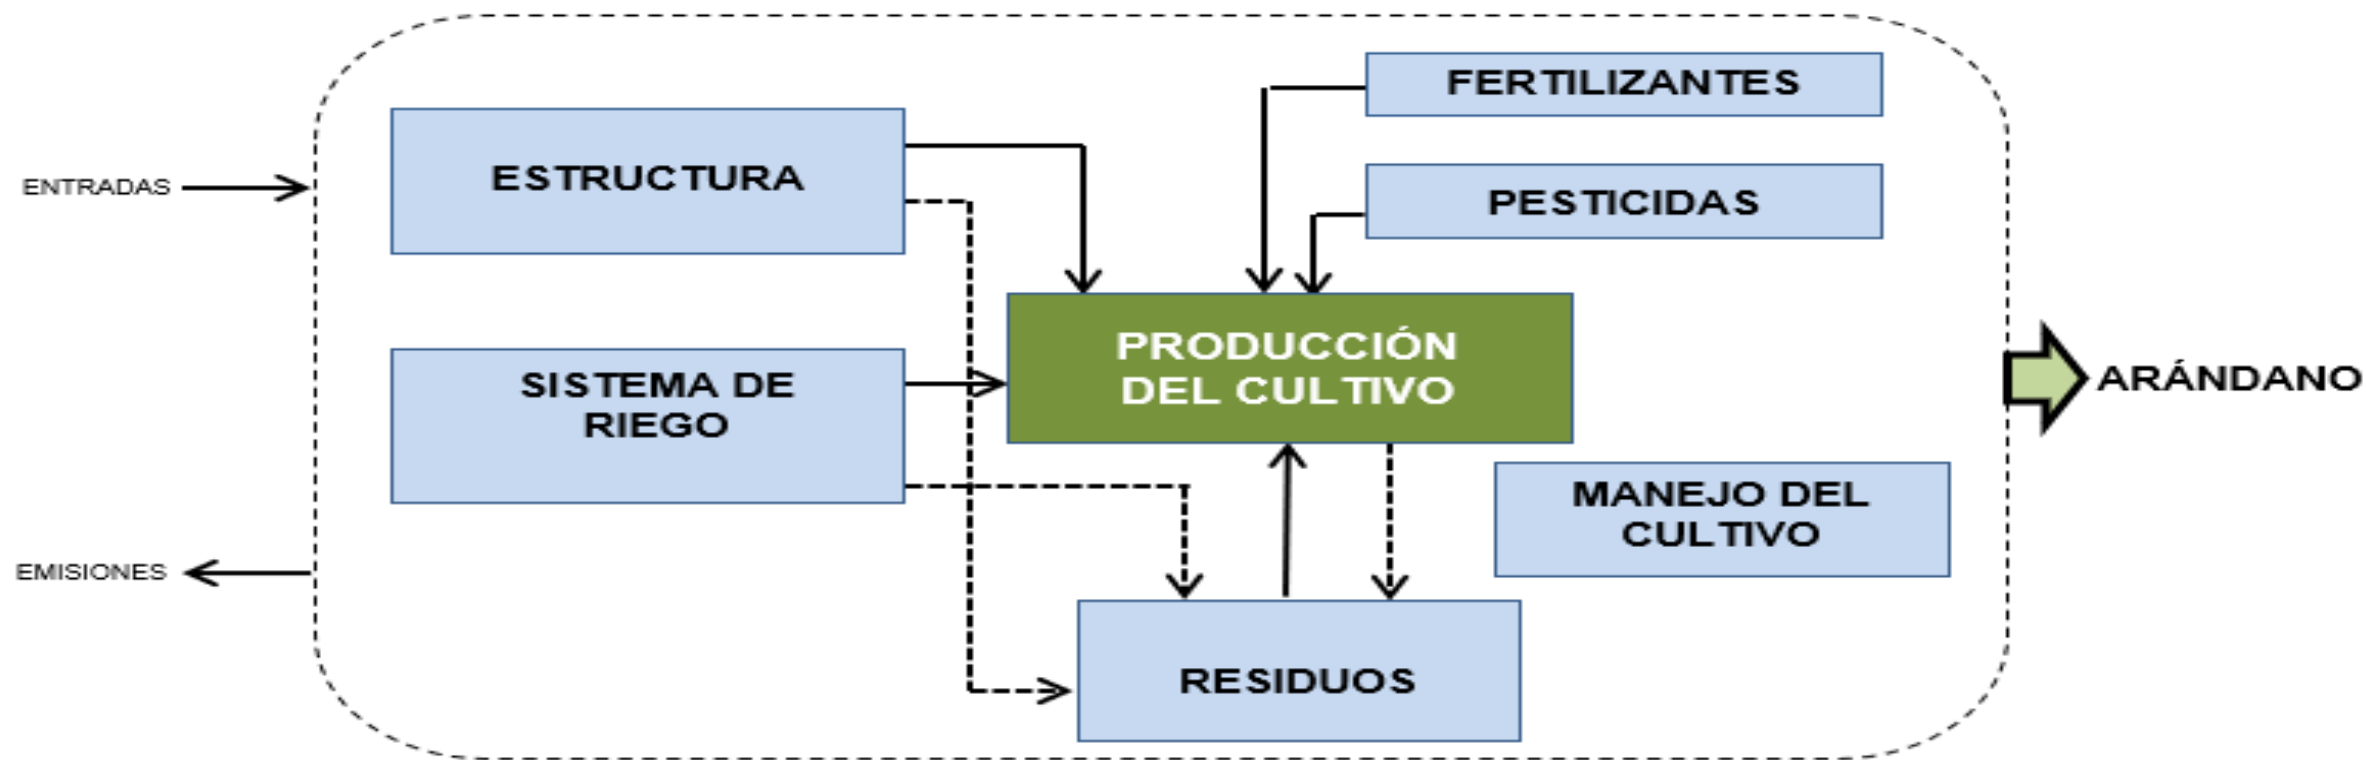 FERTILIZANTES
ESTRUCTURA
ENTRADAS
PESTICIDAS
PRODUCCIÓN
DEL CULTIVO
SISTEMA DE
RIEGO
ARÁNDANO
MANEJO DEL
CULTIVO
EMISIONES
RESIDUOS